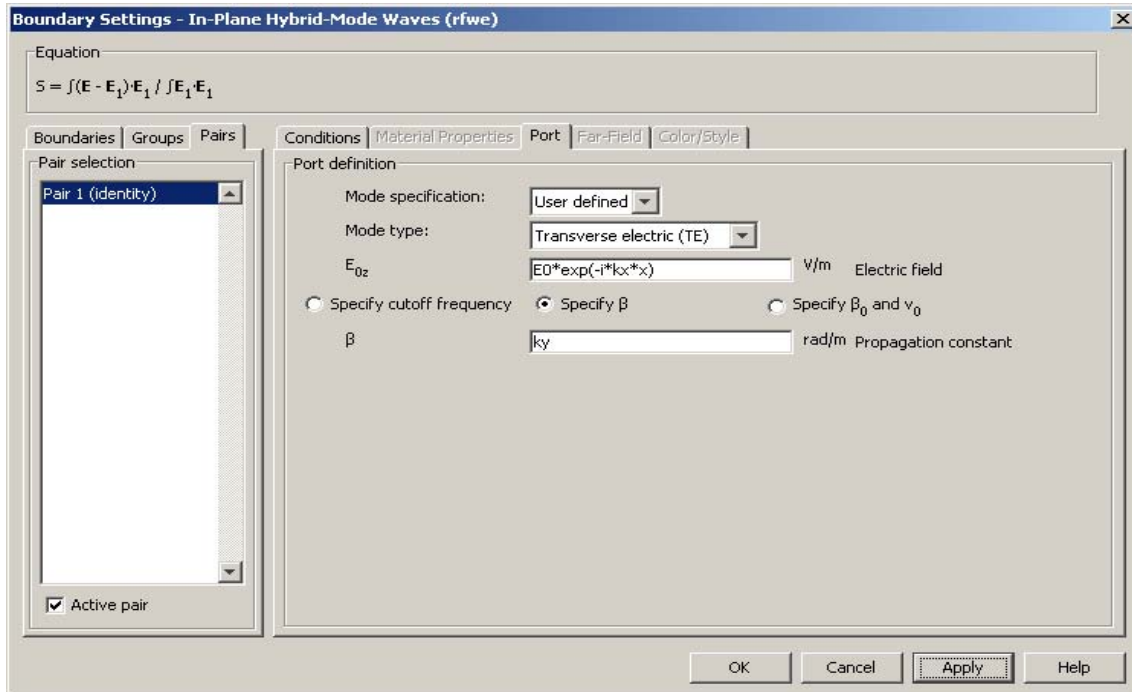 Boundary Settings - In-Plane Hybrid-Mode Waves (rfwe)
Equation
S = ∫(E - E₁)·E₁ / ∫E₁·E₁
Boundaries Groups Pairs
Pair selection
Pair 1 (identity)
Active pair
Conditions Material Properties Port Far-Field Color/Style
Port definition
Mode specification: User defined
Mode type: Transverse electric (TE)
E₀z E0*exp(-i*kx*x) V/m Electric field
Specify cutoff frequency Specify β Specify β₀ and ν₀
β ky rad/m Propagation constant
OK Cancel Apply Help